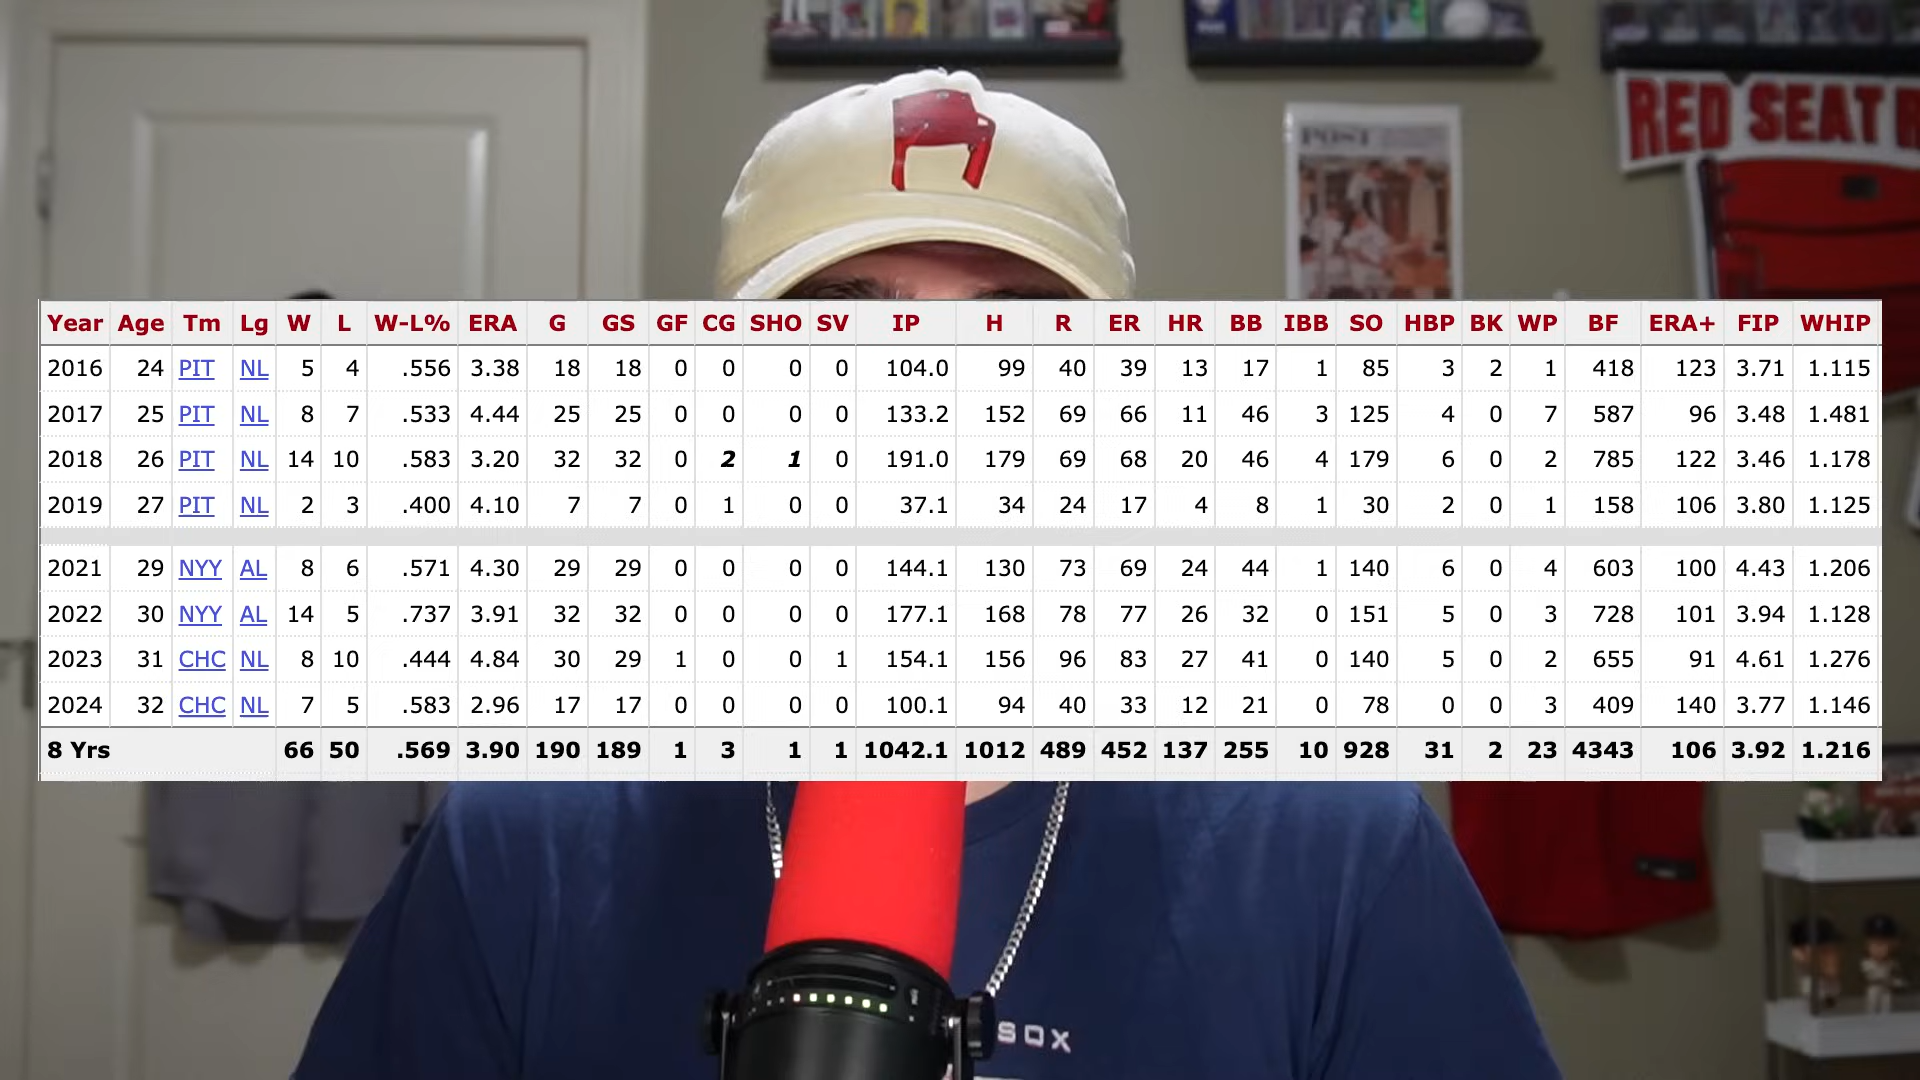 POST
RED SEAT R
Year Age Tm Lg W L W-L% ERA G GS GF CG SHO SV IP H R ER HR BB IBB SO HBP BK WP BF ERA+ FIP WHIP
2016 24 PIT NL 5 4 .556 3.38 18 18 0 0 0 0 104.0 99 40 39 13 17 1 85 3 2 1 418 123 3.71 1.115
2017 25 PIT NL 8 7 .533 4.44 25 25 0 0 0 0 133.2 152 69 66 11 46 3 125 4 0 7 587 96 3.48 1.481
2018 26 PIT NL 14 10 .583 3.20 32 32 0 2 1 0 191.0 179 69 68 20 46 4 179 6 0 2 785 122 3.46 1.178
2019 27 PIT NL 2 3 .400 4.10 7 7 0 1 0 0 37.1 34 24 17 4 8 1 30 2 0 1 158 106 3.80 1.125
2021 29 NYY AL 8 6 .571 4.30 29 29 0 0 0 0 144.1 130 73 69 24 44 1 140 6 0 4 603 100 4.43 1.206
2022 30 NYY AL 14 5 .737 3.91 32 32 0 0 0 0 177.1 168 78 77 26 32 0 151 5 0 3 728 101 3.94 1.128
2023 31 CHC NL 8 10 .444 4.84 30 29 1 0 0 1 154.1 156 96 83 27 41 0 140 5 0 2 655 91 4.61 1.276
2024 32 CHC NL 7 5 .583 2.96 17 17 0 0 0 0 100.1 94 40 33 12 21 0 78 0 0 3 409 140 3.77 1.146
8 Yrs 66 50 .569 3.90 190 189 1 3 1 1 1042.1 1012 489 452 137 255 10 928 31 2 23 4343 106 3.92 1.216
SOX